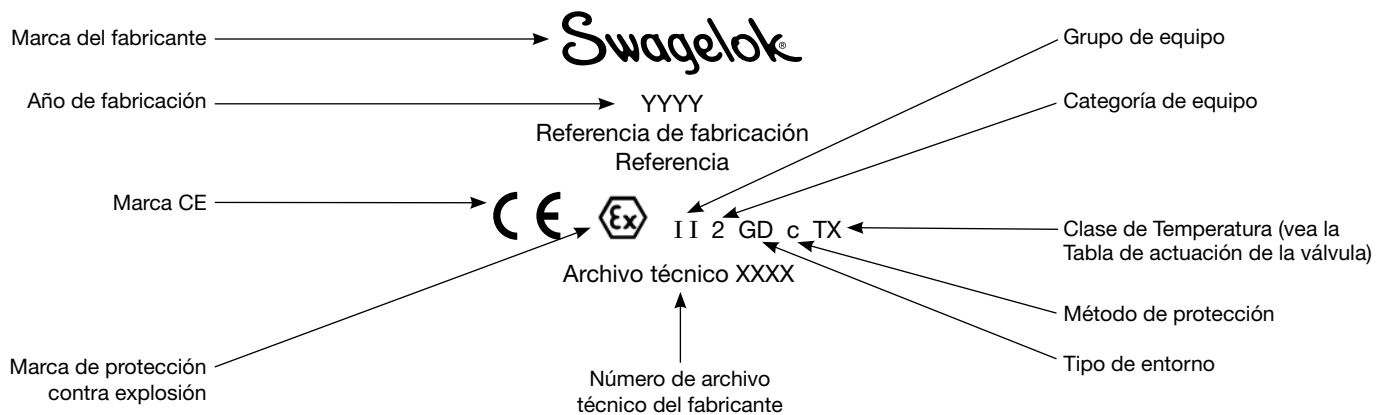 Marca del fabricante
Swagelok®
Grupo de equipo
Año de fabricación
YYYY
Categoría de equipo
Referencia de fabricación
Referencia
Marca CE
CE Ex II 2 GD c TX
Clase de Temperatura (vea la
Tabla de actuación de la válvula)
Archivo técnico XXXX
Método de protección
Marca de protección
contra explosión
Número de archivo
técnico del fabricante
Tipo de entorno